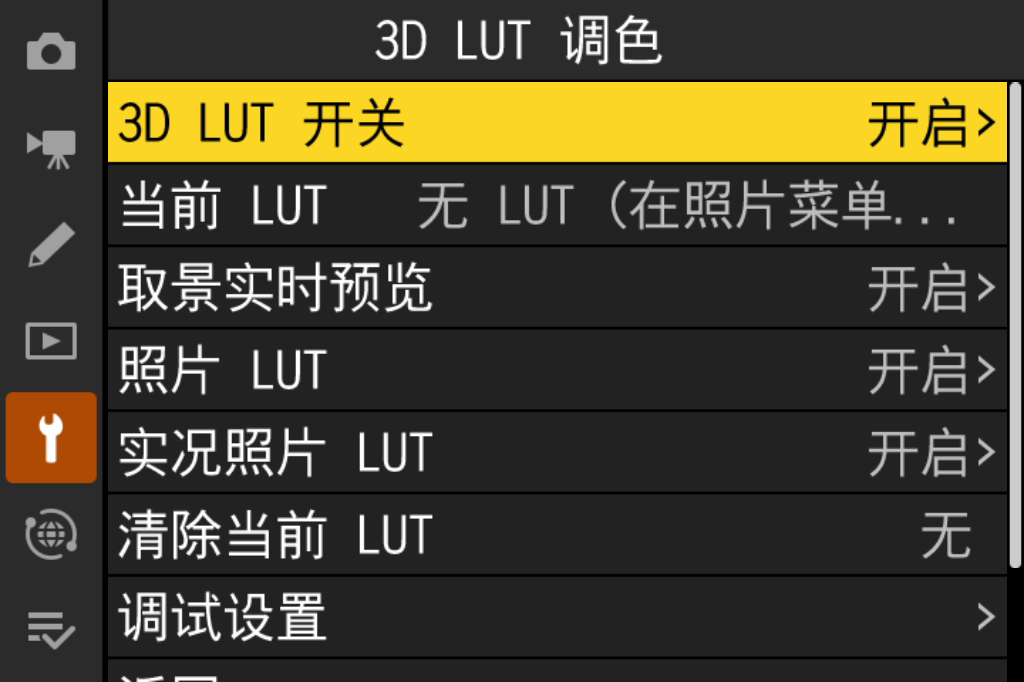 3D LUT 调色
3D LUT 开关 开启>
当前 LUT 无 LUT (在照片菜单...
取景实时预览 开启>
照片 LUT 开启>
实况照片 LUT 开启>
清除当前 LUT 无
调试设置 >